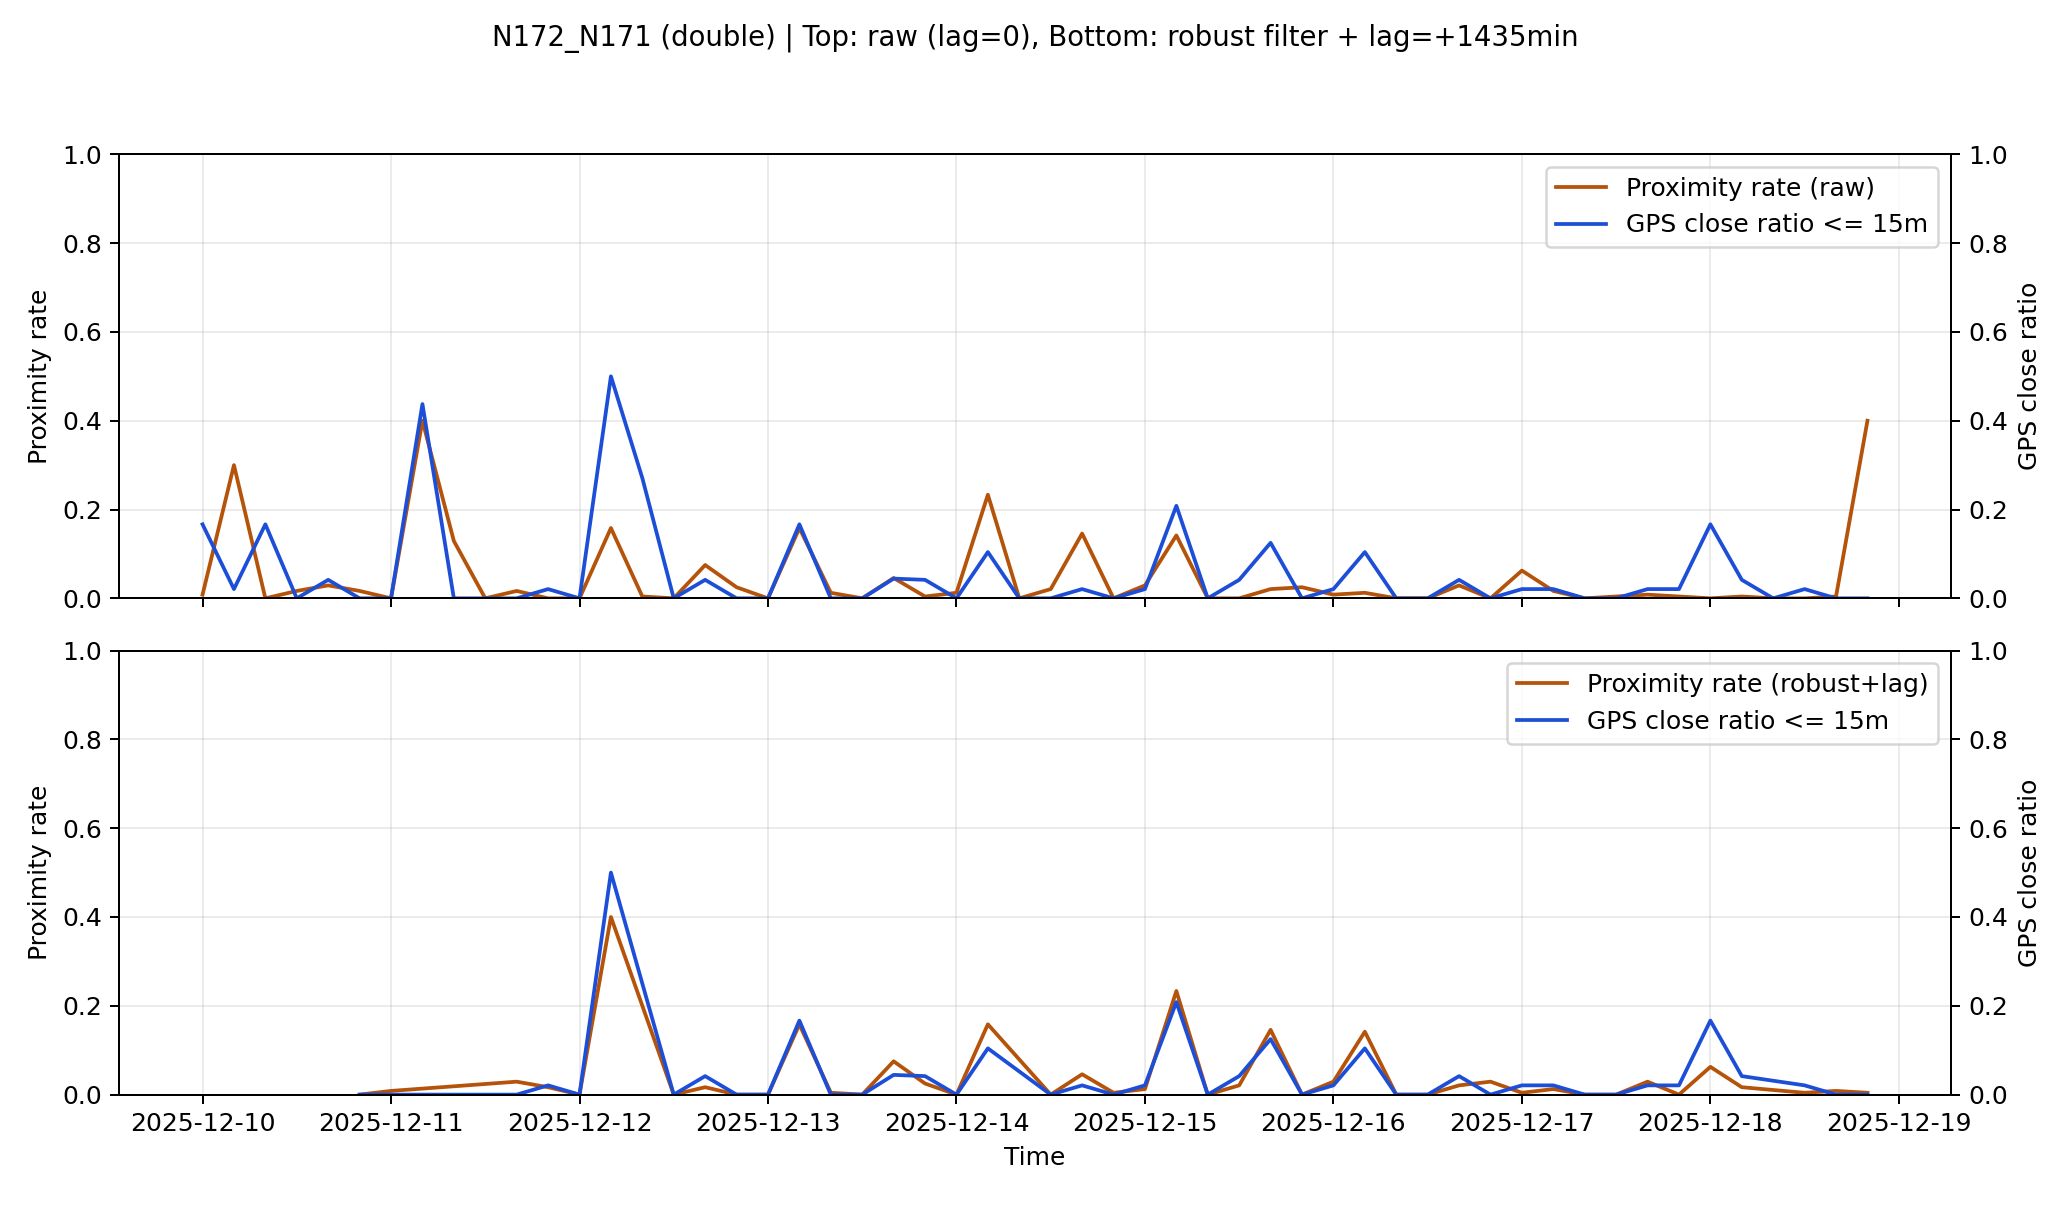 N172_N171 (double) | Top: raw (lag=0), Bottom: robust filter + lag=+1435min
Proximity rate
1.0
0.8
0.6
0.4
0.2
0.0
Proximity rate (raw)
GPS close ratio <= 15m
1.0
0.8
0.6
0.4
0.2
0.0
GPS close ratio
Proximity rate
1.0
0.8
0.6
0.4
0.2
0.0
Proximity rate (robust+lag)
GPS close ratio <= 15m
1.0
0.8
0.6
0.4
0.2
0.0
GPS close ratio
2025-12-10 2025-12-11 2025-12-12 2025-12-13 2025-12-14 2025-12-15 2025-12-16 2025-12-17 2025-12-18 2025-12-19
Time